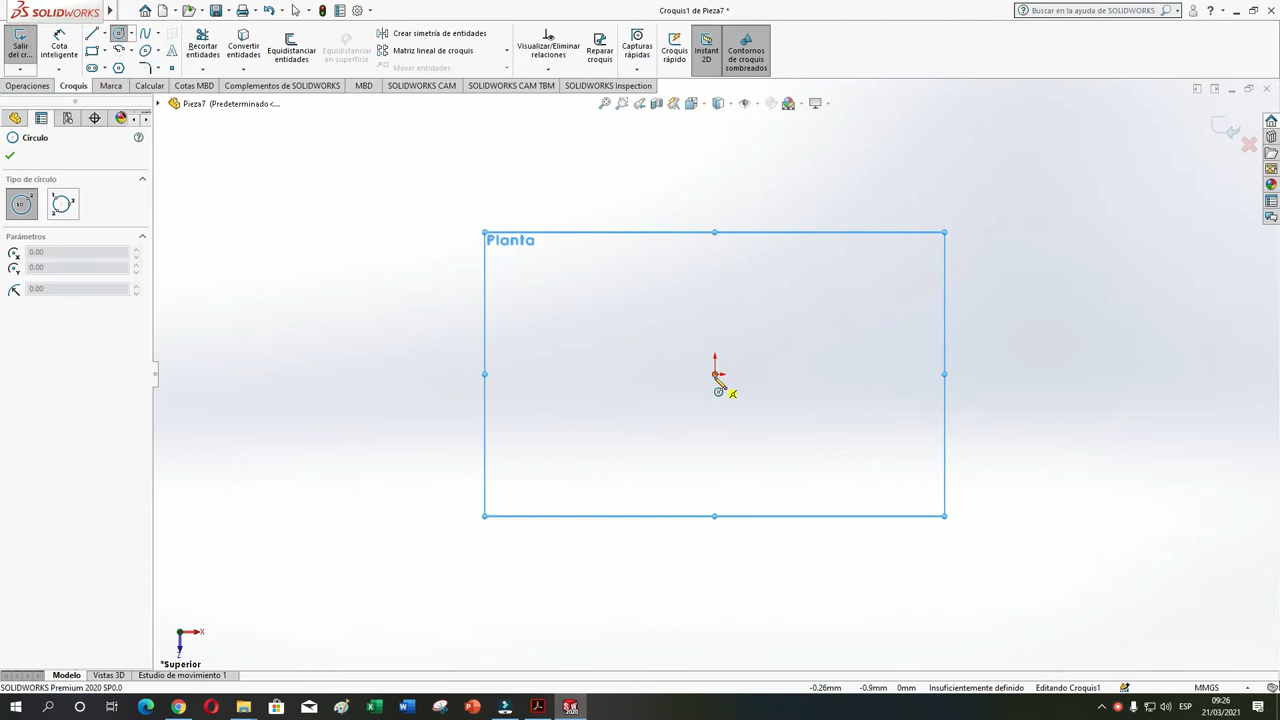 SOLIDWORKS
Croquis1 de Pieza7 *
Buscar en la ayuda de SOLIDWORKS
Salir del cr...
Cota inteligente
Recortar entidades
Convertir entidades
Equidistanciar entidades
Equidistanciar en superficie
Crear simetría de entidades
Matriz lineal de croquis
Mover entidades
Visualizar/Eliminar relaciones
Reparar croquis
Capturas rápidas
Croquis rápido
Instant 2D
Contornos de croquis sombreados
Operaciones
Croquis
Marca
Calcular
Cotas MBD
Complementos de SOLIDWORKS
MBD
SOLIDWORKS CAM
SOLIDWORKS CAM TBM
SOLIDWORKS Inspection
Pieza7 (Predeterminado <...
Círculo
Tipo de círculo
Parámetros
0.00
0.00
0.00
Planta
X
Z
*Superior
Modelo
Vistas 3D
Estudio de movimiento 1
SOLIDWORKS Premium 2020 SP0.0
-0.26mm
-0.9mm
0mm
Insuficientemente definido
Editando Croquis1
MMGS
ESP
09:26
21/03/2021